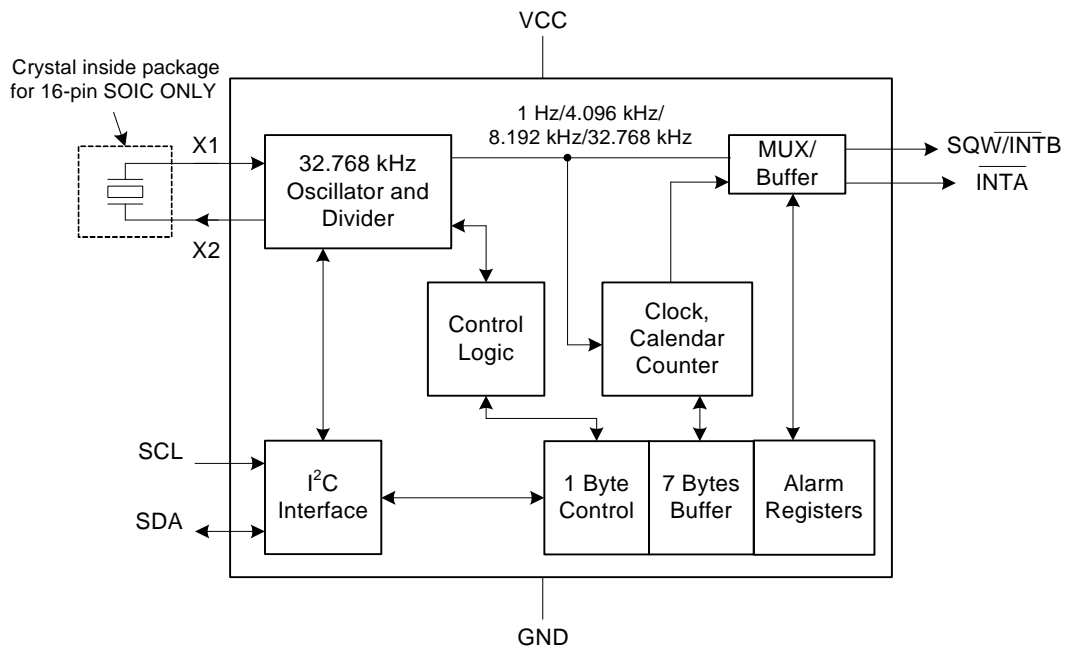 VCC
Crystal inside package
for 16-pin SOIC ONLY
1 Hz/4.096 kHz/
8.192 kHz/32.768 kHz
X1
X2
32.768 kHz
Oscillator and
Divider
MUX/
Buffer
SQW/I̅N̅T̅B
I̅N̅T̅A̅
Control
Logic
Clock,
Calendar
Counter
SCL
SDA
I²C
Interface
1 Byte
Control
7 Bytes
Buffer
Alarm
Registers
GND